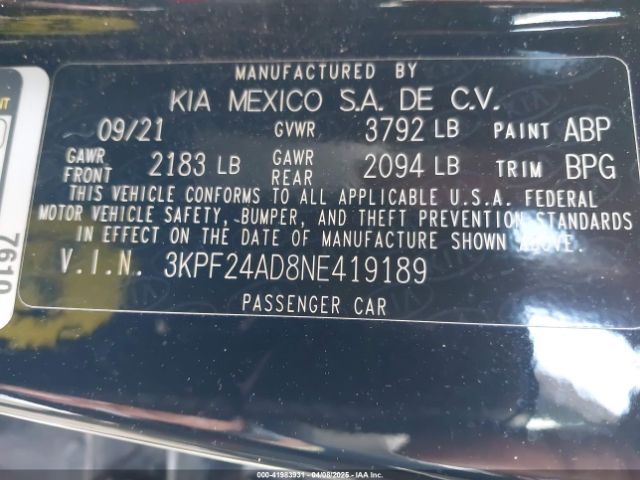 MANUFACTURED BY
KIA MEXICO S.A. DE C.V.
09/21 GVWR 3792 LB PAINT ABP
GAWR FRONT 2183 LB GAWR REAR 2094 LB TRIM BPG
THIS VEHICLE CONFORMS TO ALL APPLICABLE U.S.A. FEDERAL
MOTOR VEHICLE SAFETY, BUMPER, AND THEFT PREVENTION STANDARDS
IN EFFECT ON THE DATE OF MANUFACTURE SHOWN ABOVE.
V.I.N. 3KPF24AD8NE419189
PASSENGER CAR
7610
000-41983931 - 04/08/2025 -